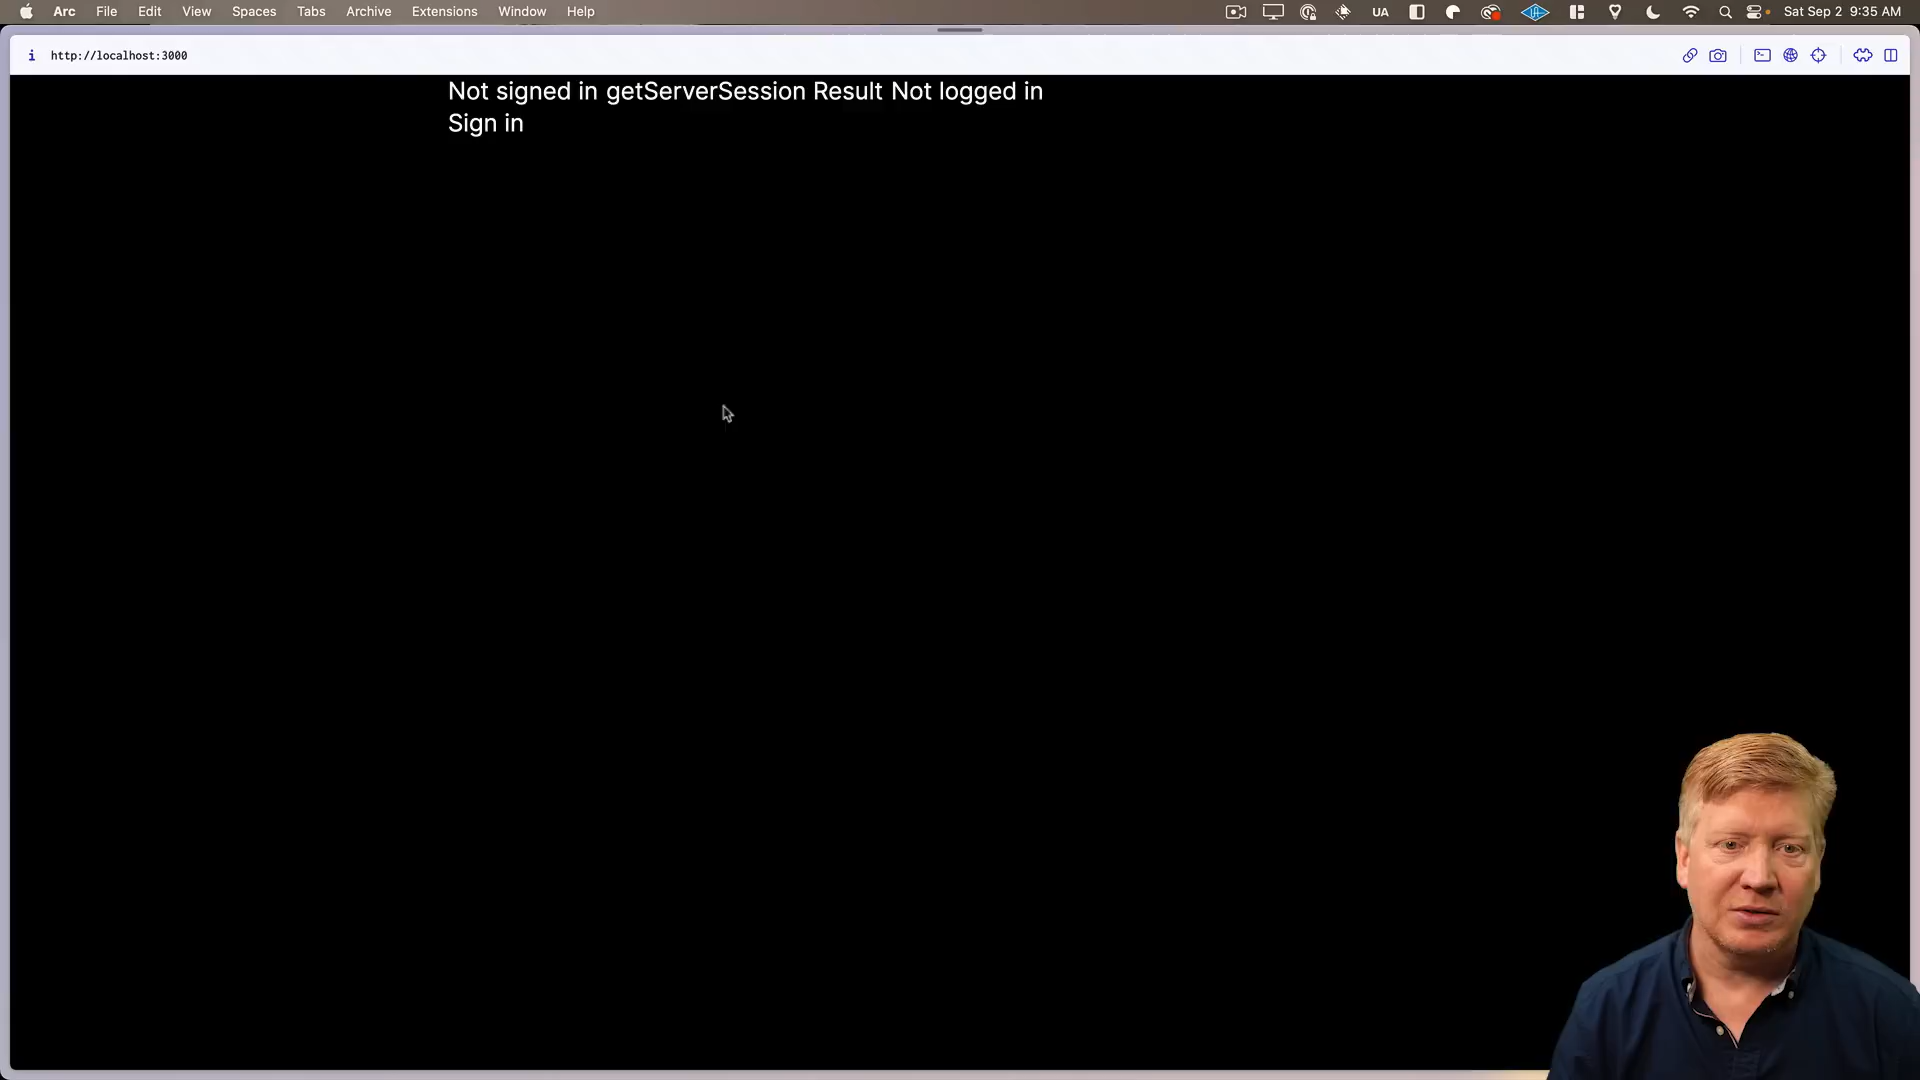 Arc File Edit View Spaces Tabs Archive Extensions Window Help UA Sat Sep 2 9:35 AM
http://localhost:3000
Not signed in getServerSession Result Not logged in
Sign in